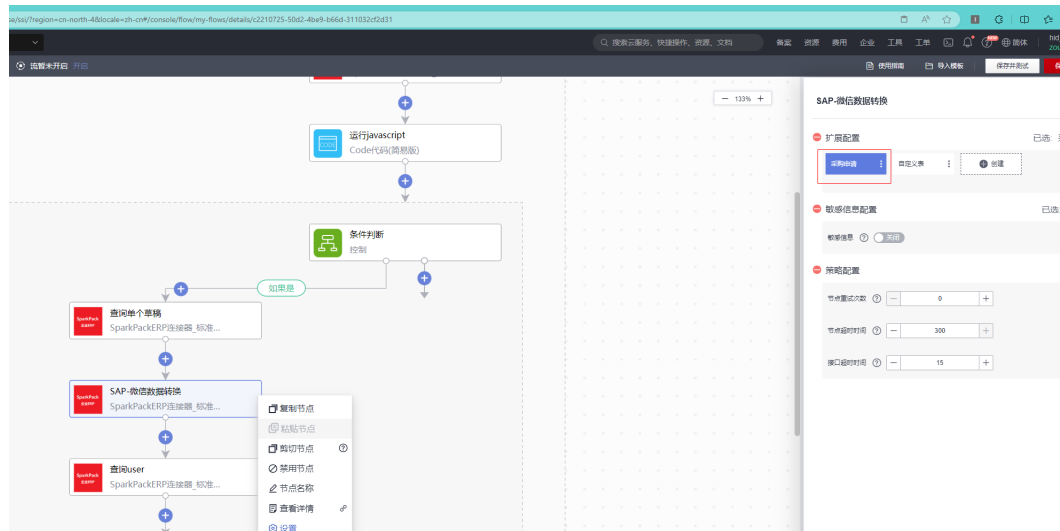 se/ssi/?region=cn-north-4&locale=zh-cn#/console/flow/my-flows/details/c2210725-50d2-4be9-b66d-311032cf2d31
搜索云服务、快捷操作、资源、文档
备案 资源 费用 企业 工具 工单 简体
hid_
zou
流暂未开启 开启
使用指南 导入模板 保存并测试
133%
运行javascript
Code代码(简易版)
CODE
条件判断
控制
如果是
查询单个草稿
SparkPackERP连接器_标准...
SparkPack
SAP-微信数据转换
SparkPackERP连接器_标准...
SparkPack
查询user
SparkPackERP连接器_标准...
SparkPack
复制节点
粘贴节点
剪切节点
禁用节点
节点名称
查看详情
设置
SAP-微信数据转换
扩展配置 已选:
采购申请 自定义表 创建
敏感信息配置 已选
敏感信息 关闭
策略配置
节点重试次数 0
节点超时时间 300
接口超时时间 15